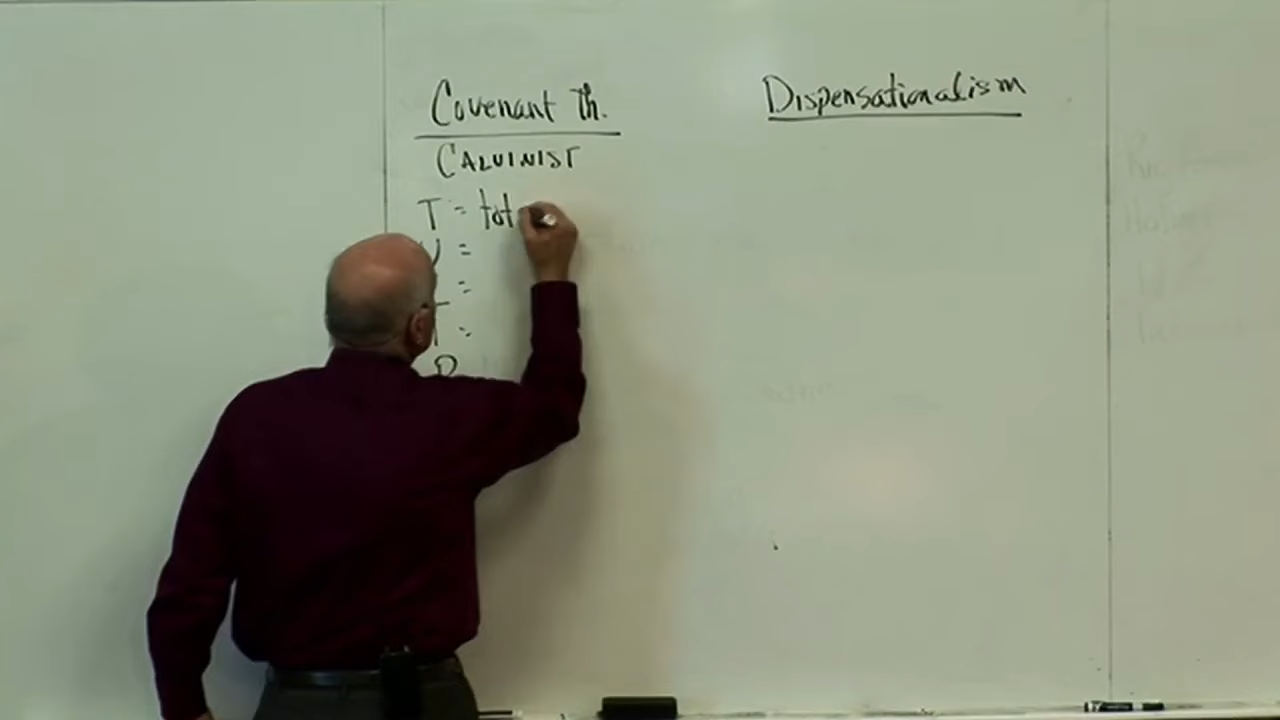 Covenant Th.
Dispensationalism
CALVINIST
T = tot
U =
=
I =
P